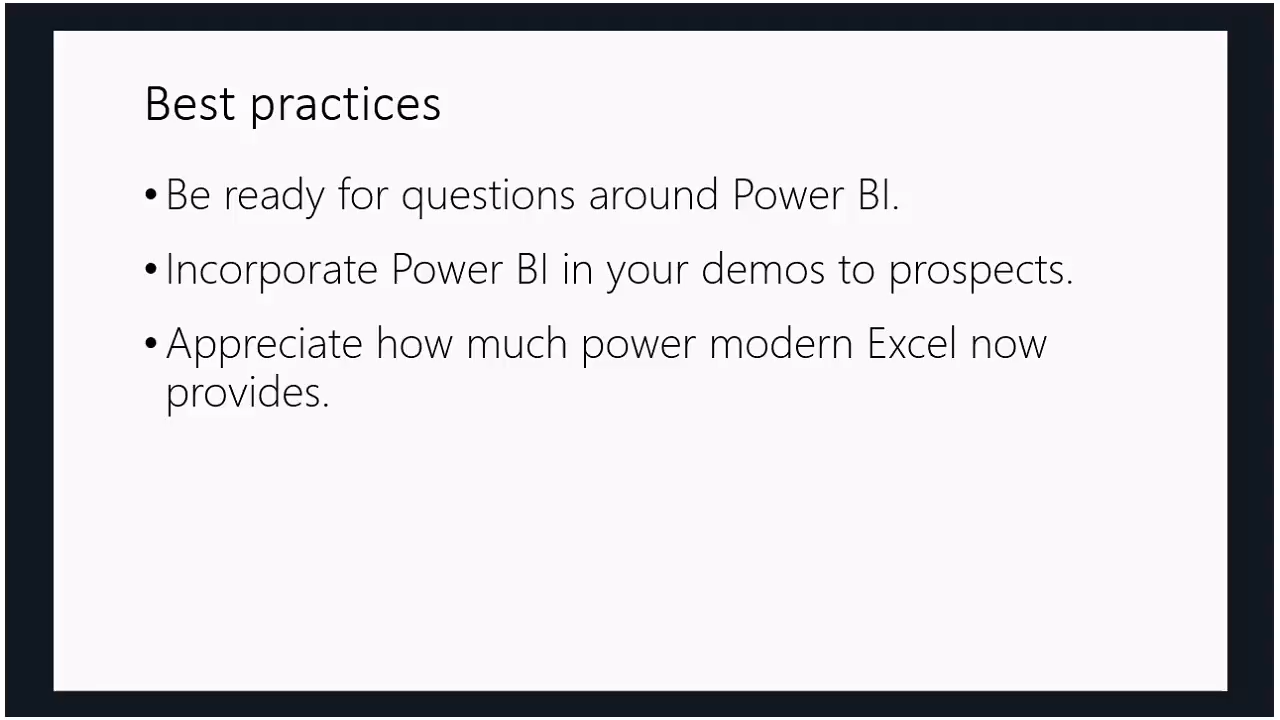 Best practices
• Be ready for questions around Power BI.
• Incorporate Power BI in your demos to prospects.
• Appreciate how much power modern Excel now
provides.